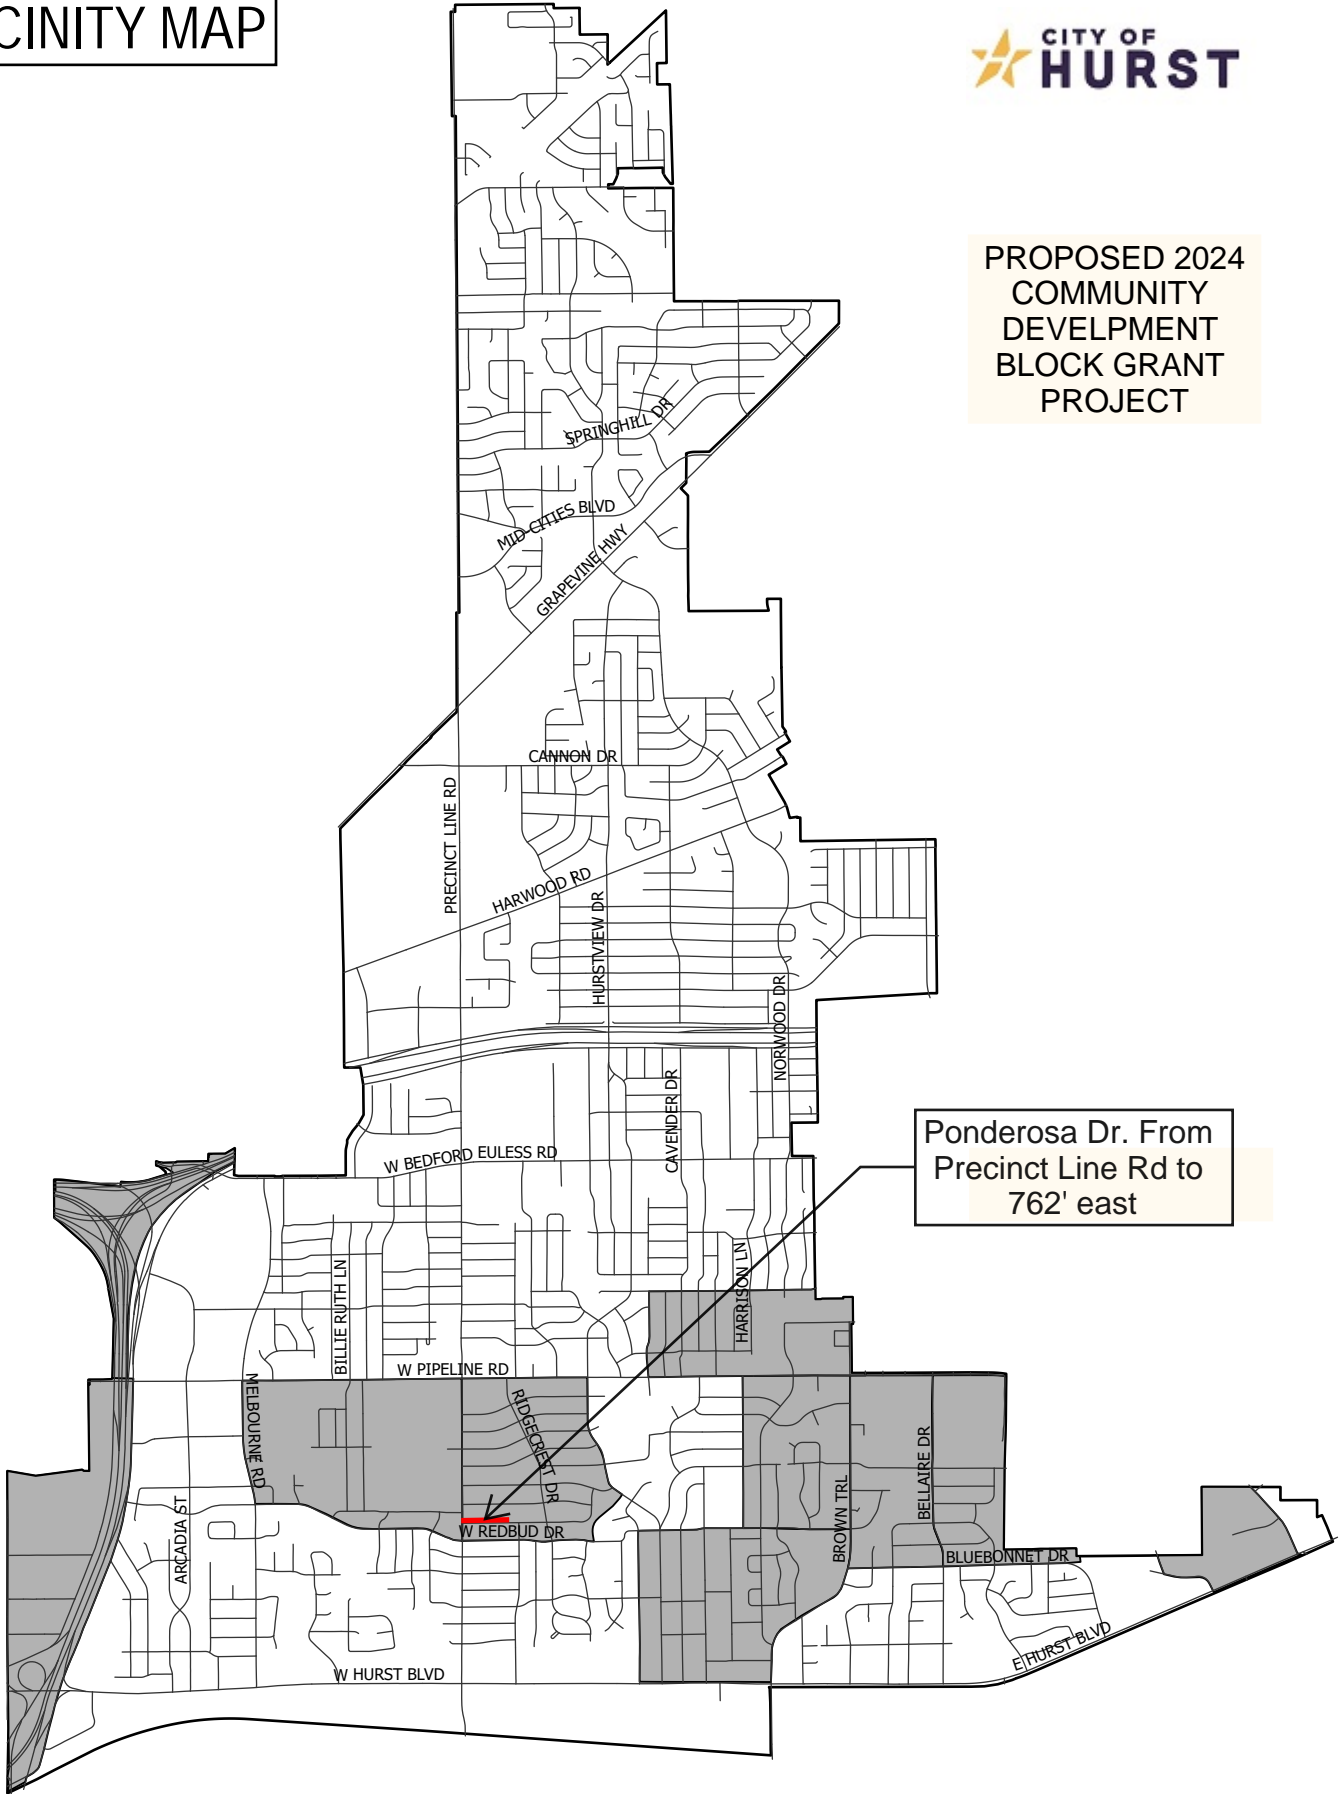 CINITY MAP
CITY OF
HURST
PROPOSED 2024
COMMUNITY
DEVELPMENT
BLOCK GRANT
PROJECT
SPRINGHILL DR
MID-CITIES BLVD
GRAPEVINE HWY
CANNON DR
PRECINCT LINE RD
HARWOOD RD
HURSTVIEW DR
NORWOOD DR
CAVENDER DR
W BEDFORD EULESS RD
Ponderosa Dr. From
Precinct Line Rd to
762' east
BILLIE RUTH LN
HARRISON LN
W PIPELINE RD
MELBOURNE RD
RIDGECREST DR
BELLAIRE DR
BROWN TRL
ARCADIA ST
W REDBUD DR
BLUEBONNET DR
E HURST BLVD
W HURST BLVD